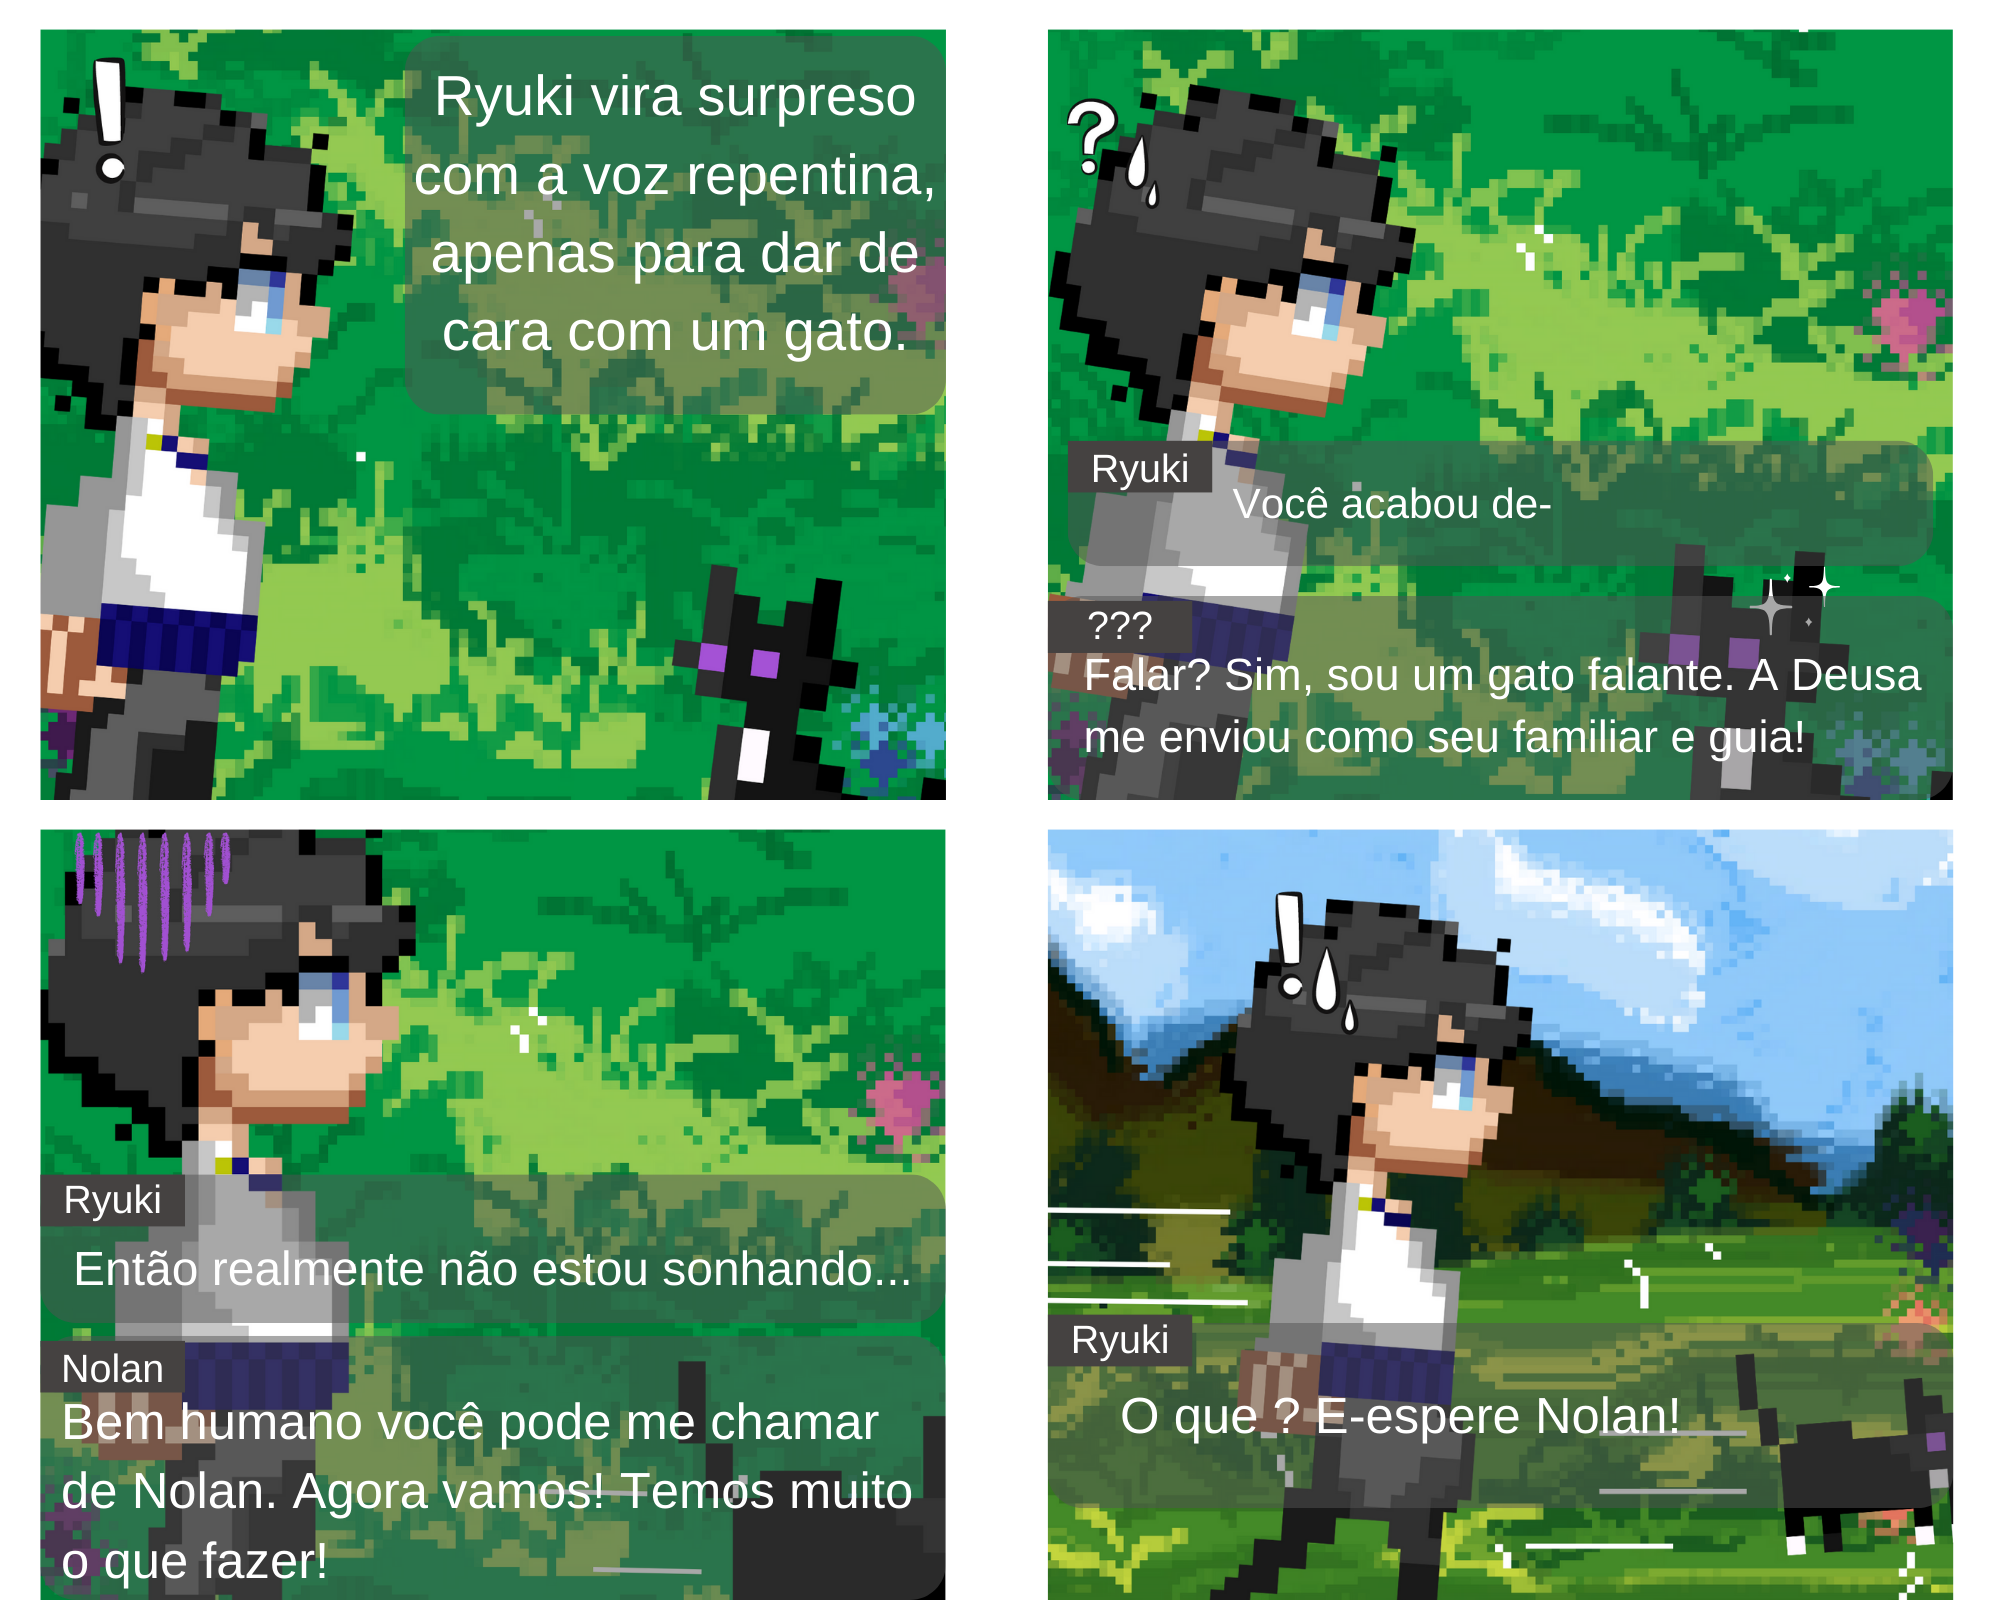 Ryuki vira surpreso
com a voz repentina,
apenas para dar de
cara com um gato.
?
Ryuki
Você acabou de-
???
Falar? Sim, sou um gato falante. A Deusa
me enviou como seu familiar e guia!
Ryuki
Então realmente não estou sonhando...
Nolan
Bem humano você pode me chamar
de Nolan. Agora vamos! Temos muito
o que fazer!
Ryuki
O que ? E-espere Nolan!